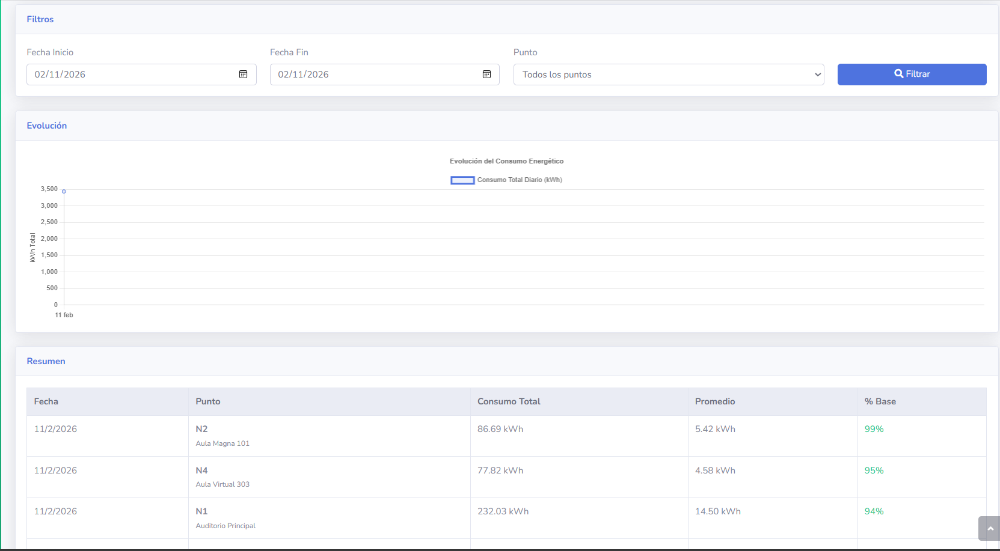 Filtros
Fecha Inicio
Fecha Fin
Punto
02/11/2026
02/11/2026
Todos los puntos
Filtrar
Evolución
Evolución del Consumo Energético
Consumo Total Diario (kWh)
kWh Total
3,500
3,000
2,500
2,000
1,500
1,000
500
0
11 feb
Resumen
Fecha Punto Consumo Total Promedio % Base
11/2/2026 N2 86.69 kWh 5.42 kWh 99%
Aula Magna 101
11/2/2026 N4 77.82 kWh 4.58 kWh 95%
Aula Virtual 303
11/2/2026 N1 232.03 kWh 14.50 kWh 94%
Auditorio Principal